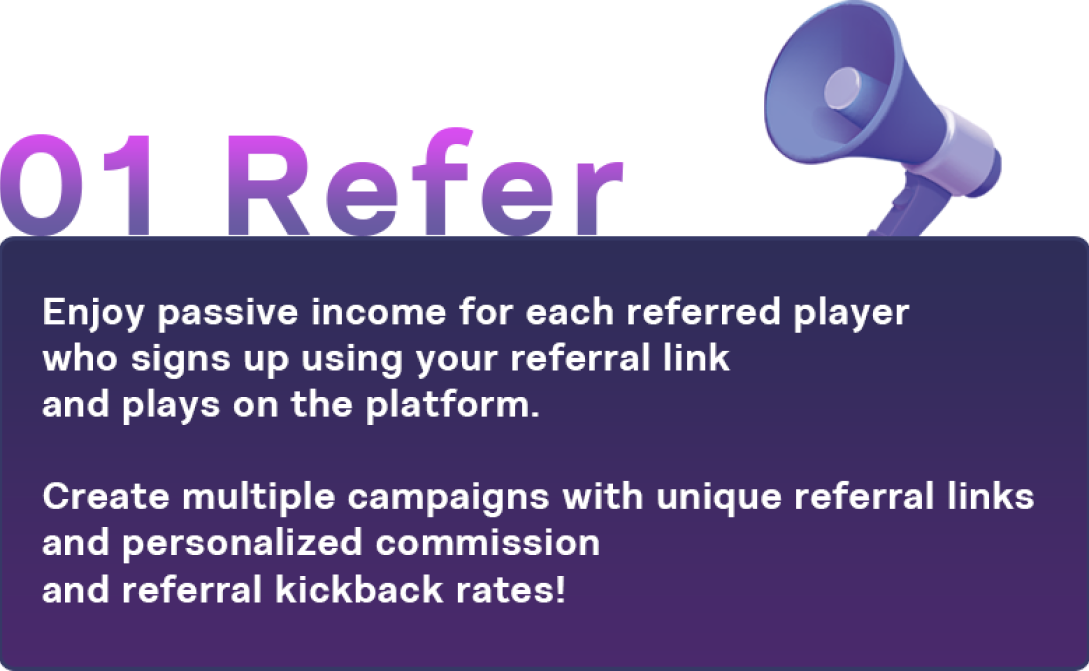 01 Refer
Enjoy passive income for each referred player
who signs up using your referral link
and plays on the platform.
Create multiple campaigns with unique referral links
and personalized commission
and referral kickback rates!